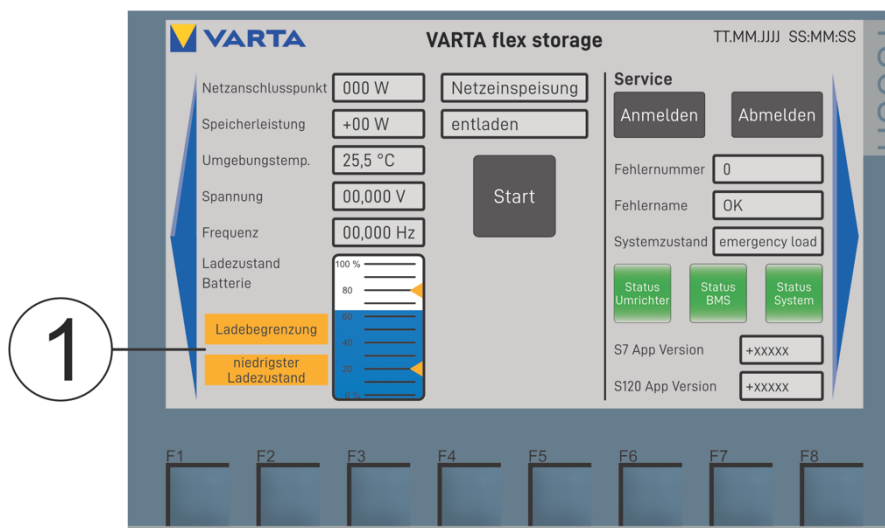 VARTA
VARTA flex storage
TT.MM.JJJJ SS:MM:SS
Netzanschlusspunkt
000 W
Netzeinspeisung
Speicherleistung
+00 W
entladen
Umgebungstemp.
25,5 °C
Spannung
00,000 V
Start
Frequenz
00,000 Hz
Ladezustand
Batterie
100 %
80
60
40
20
0 %
Ladebegrenzung
niedrigster
Ladezustand
1
Service
Anmelden
Abmelden
Fehlernummer
0
Fehlername
OK
Systemzustand
emergency load
Status
Umrichter
Status
BMS
Status
System
S7 App Version
+xxxxx
S120 App Version
+xxxxx
F1
F2
F3
F4
F5
F6
F7
F8